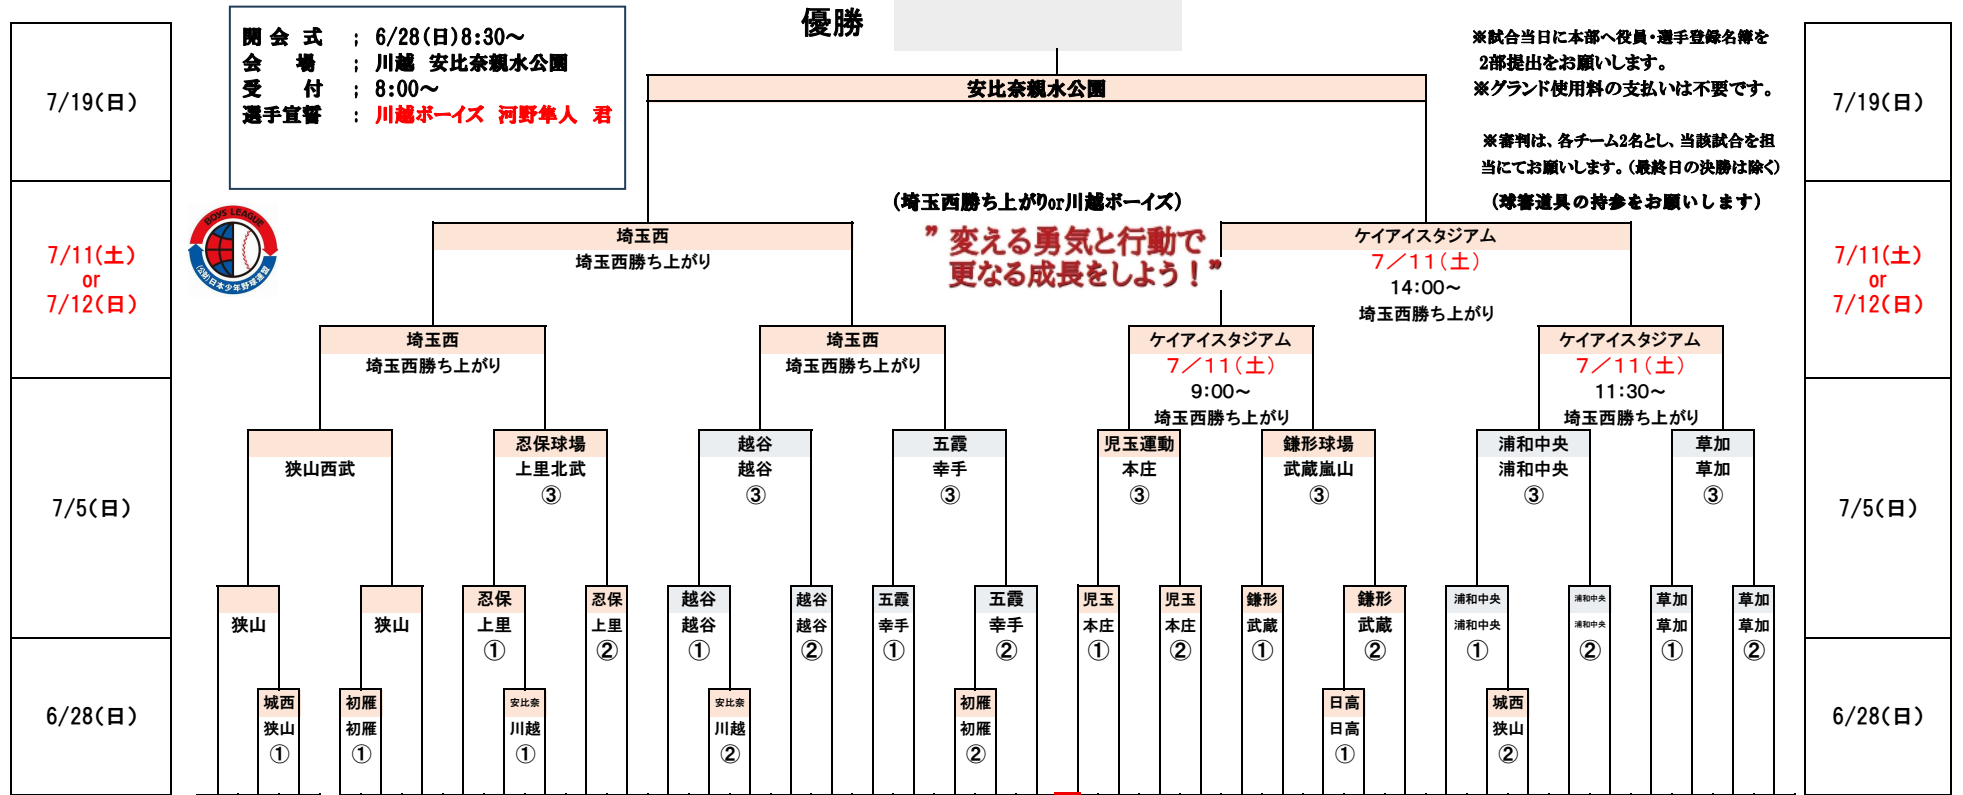 優勝
開 会 式 ; 6/28(日)8:30～
会 場 ; 川越 安比奈親水公園
受 付 ; 8:00～
選手宣誓 : 川越ボーイズ 河野隼人 君
※試合当日に本部へ役員・選手登録名簿を
2部提出をお願いします。
※グランド使用料の支払いは不要です。
※審判は、各チーム2名とし、当該試合を担
当にてお願いします。(最終日の決勝は除く)
(球審道具の持参をお願いします)
7/19(日)
安比奈親水公園
7/19(日)
(埼玉西勝ち上がりor川越ボーイズ)
BOYS LEAGUE
(公財)日本少年野球連盟
” 変える勇気と行動で
更なる成長をしよう！”
7/11(土)
or
7/12(日)
埼玉西
埼玉西勝ち上がり
ケイアイスタジアム
7／11(土)
14:00～
埼玉西勝ち上がり
7/11(土)
or
7/12(日)
埼玉西
埼玉西勝ち上がり
埼玉西
埼玉西勝ち上がり
ケイアイスタジアム
7／11(土)
9:00～
埼玉西勝ち上がり
ケイアイスタジアム
7／11(土)
11:30～
埼玉西勝ち上がり
7/5(日)
狭山西武
忍保球場
上里北武
③
越谷
越谷
③
五霞
幸手
③
児玉運動
本庄
③
鎌形球場
武蔵嵐山
③
浦和中央
浦和中央
③
草加
草加
③
7/5(日)
狭山
狭山
忍保
上里
①
忍保
上里
②
越谷
越谷
①
越谷
越谷
②
五霞
幸手
①
五霞
幸手
②
児玉
本庄
①
児玉
本庄
②
鎌形
武蔵
①
鎌形
武蔵
②
浦和中央
浦和中央
①
浦和中央
浦和中央
②
草加
草加
①
草加
草加
②
6/28(日)
城西
狭山
①
初雁
初雁
①
安比奈
川越
①
安比奈
川越
②
初雁
初雁
②
日高
日高
①
城西
狭山
②
6/28(日)